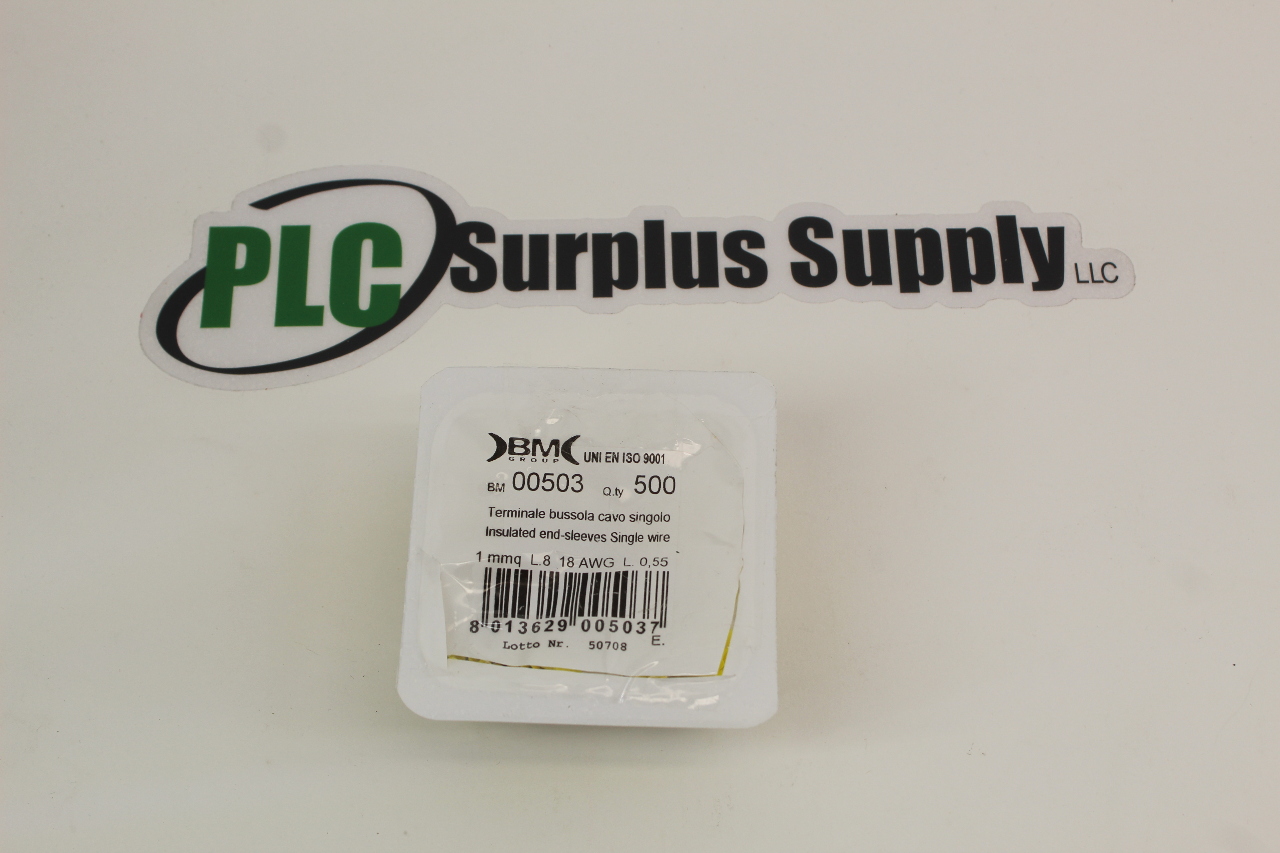 PLC Surplus Supply LLC
BM GROUP UNI EN ISO 9001
BM 00503 Q.ty 500
Terminale bussola cavo singolo
Insulated end-sleeves Single wire
1 mmq L.8 18 AWG L. 0,55
8 013629 005037
E.
Lotto Nr. 50708